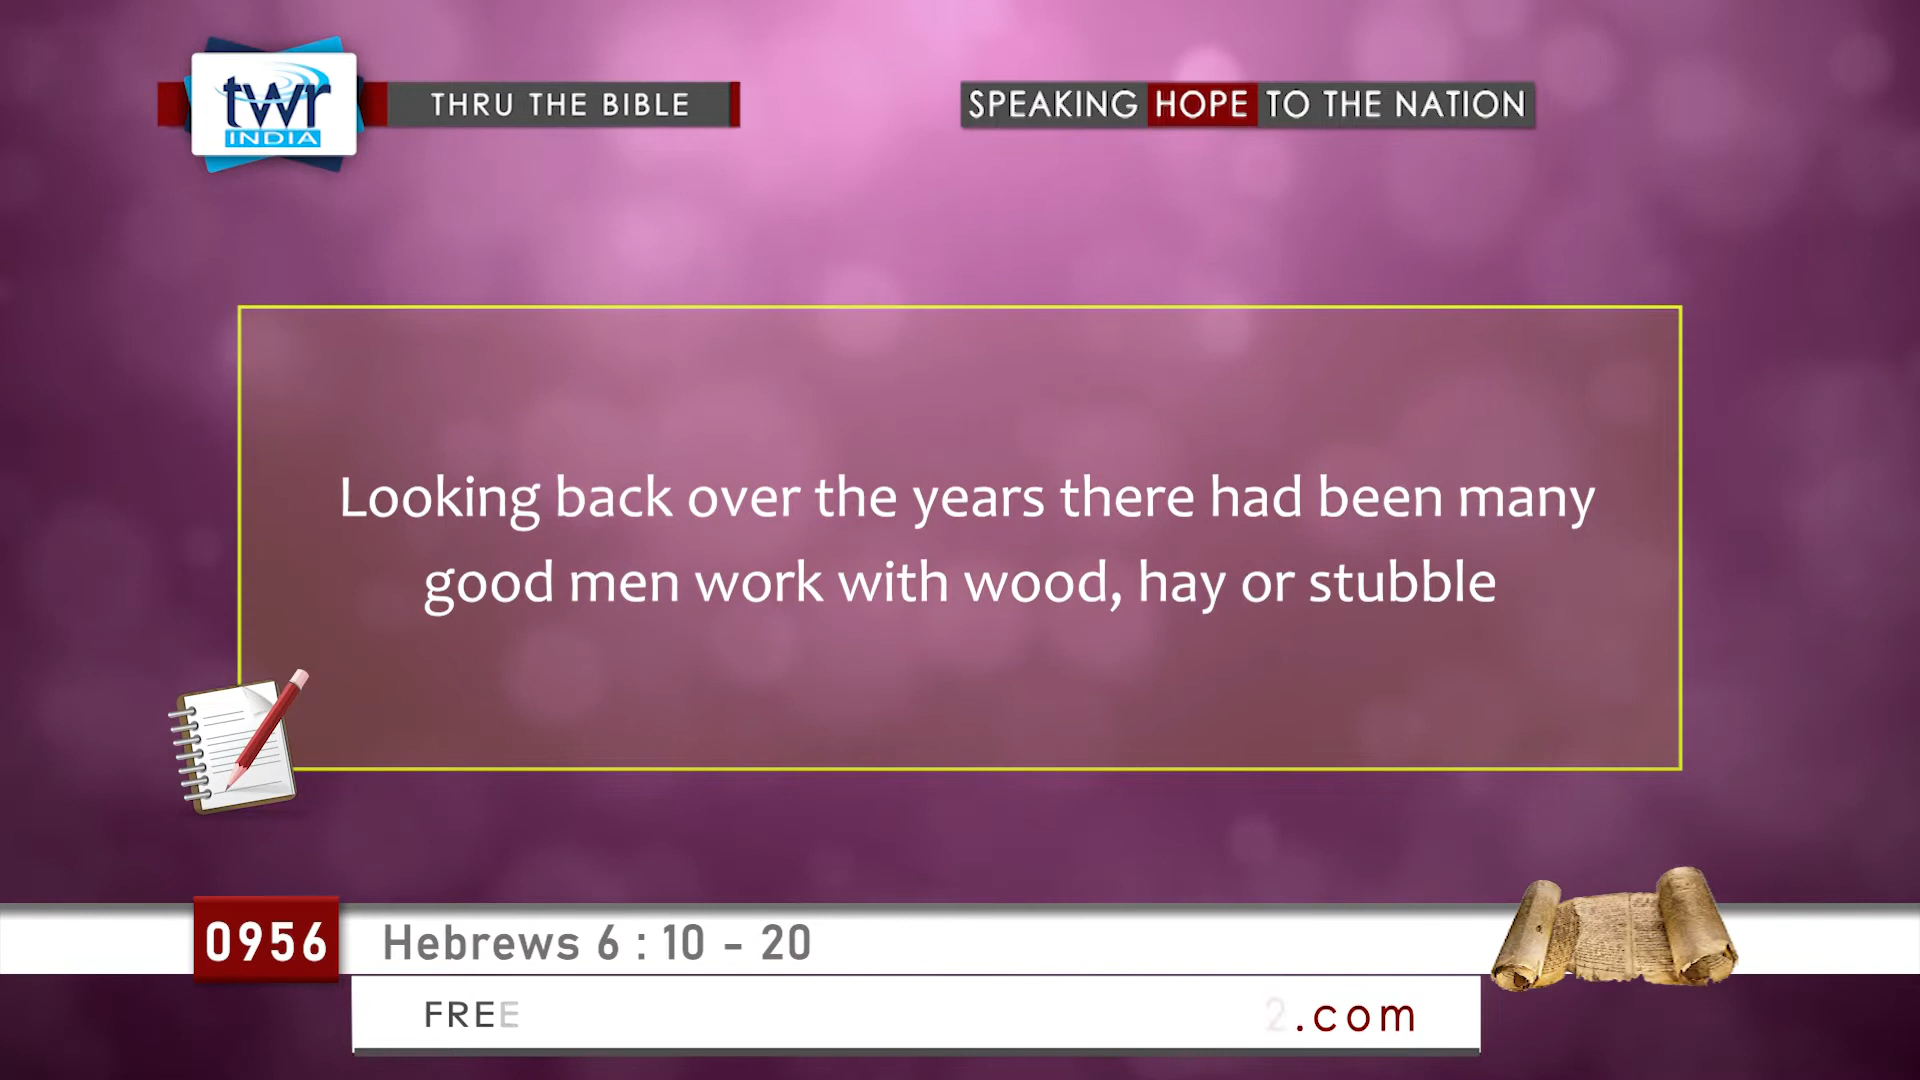 twr
INDIA
THRU THE BIBLE
SPEAKING HOPE TO THE NATION
Looking back over the years there had been many
good men work with wood, hay or stubble
0956
Hebrews 6 : 10 - 20
FREE
2.com